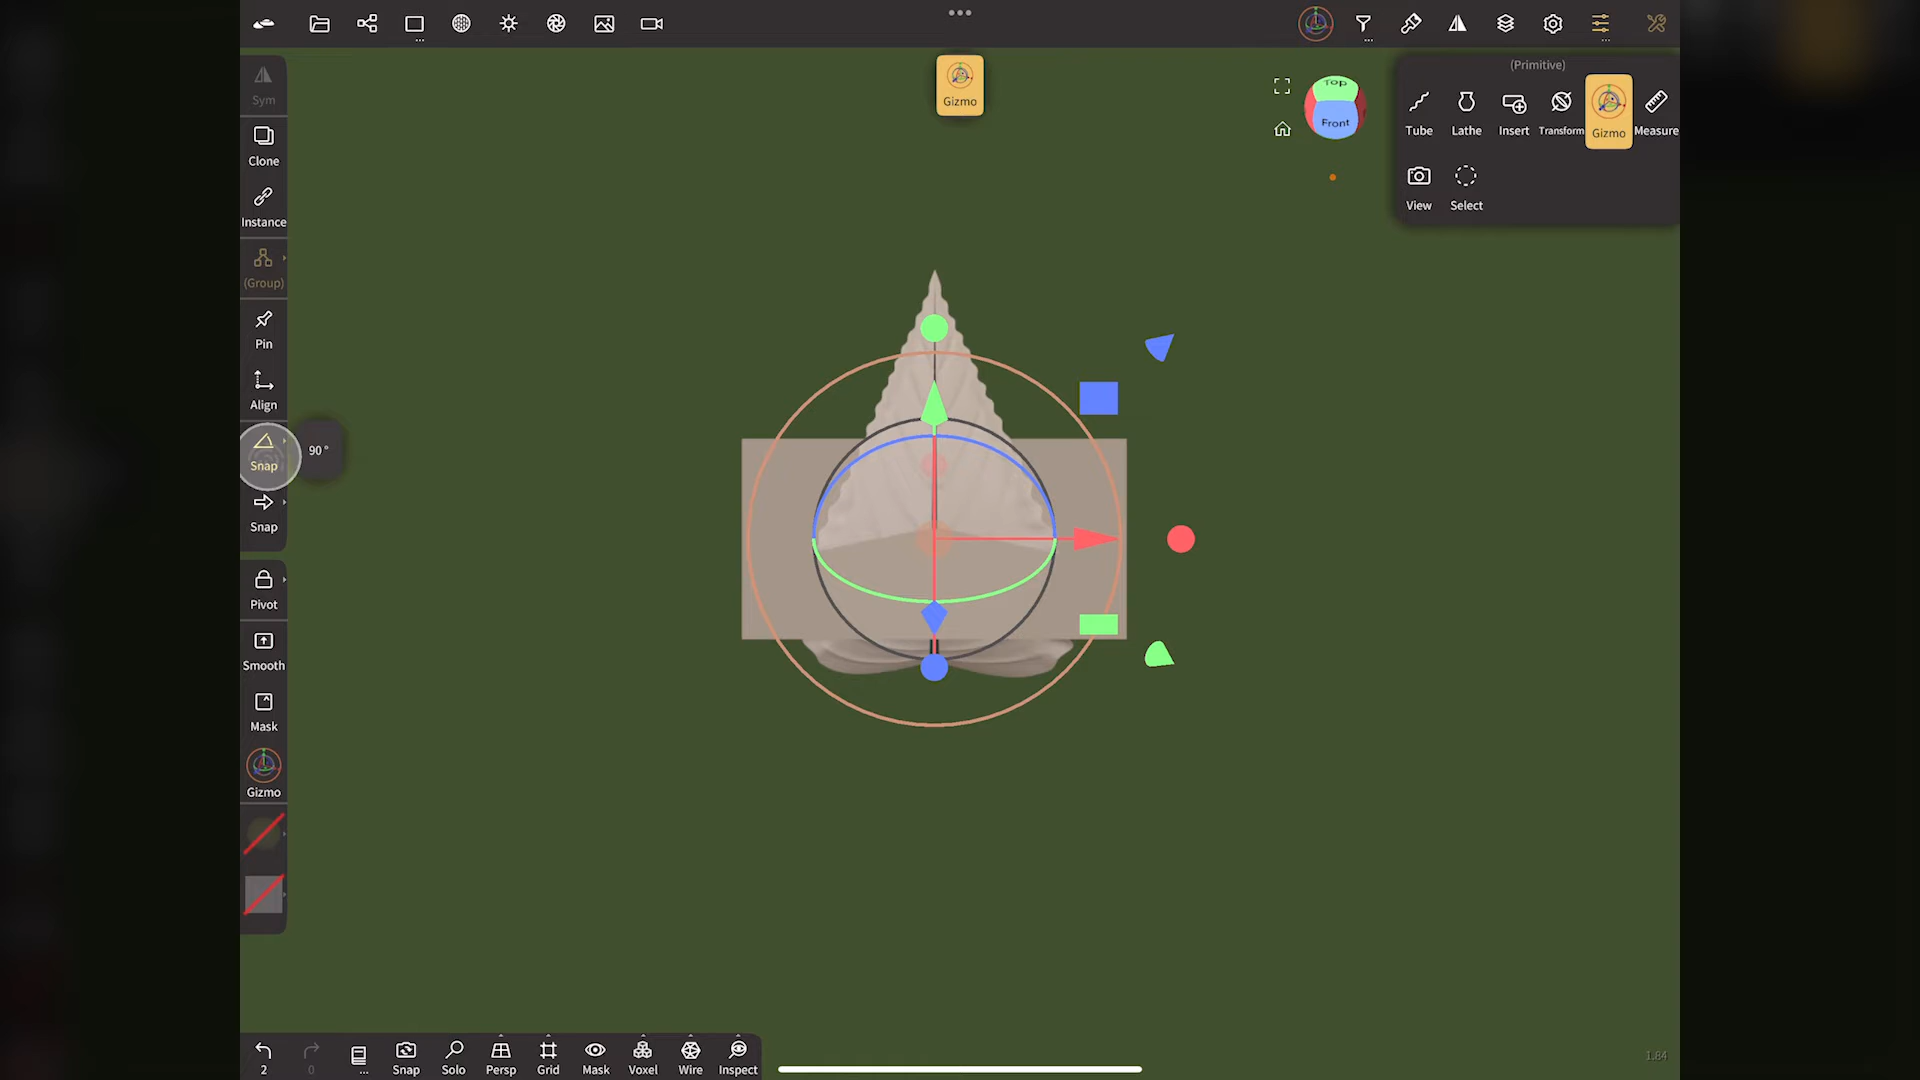 Gizmo
Top
Front
(Primitive)
Tube
Lathe
Insert
Transform
Gizmo
Measure
View
Select
Sym
Clone
Instance
(Group)
Pin
Align
Snap
90°
Snap
Pivot
Smooth
Mask
Gizmo
2
0
...
Snap
Solo
Persp
Grid
Mask
Voxel
Wire
Inspect
1.84